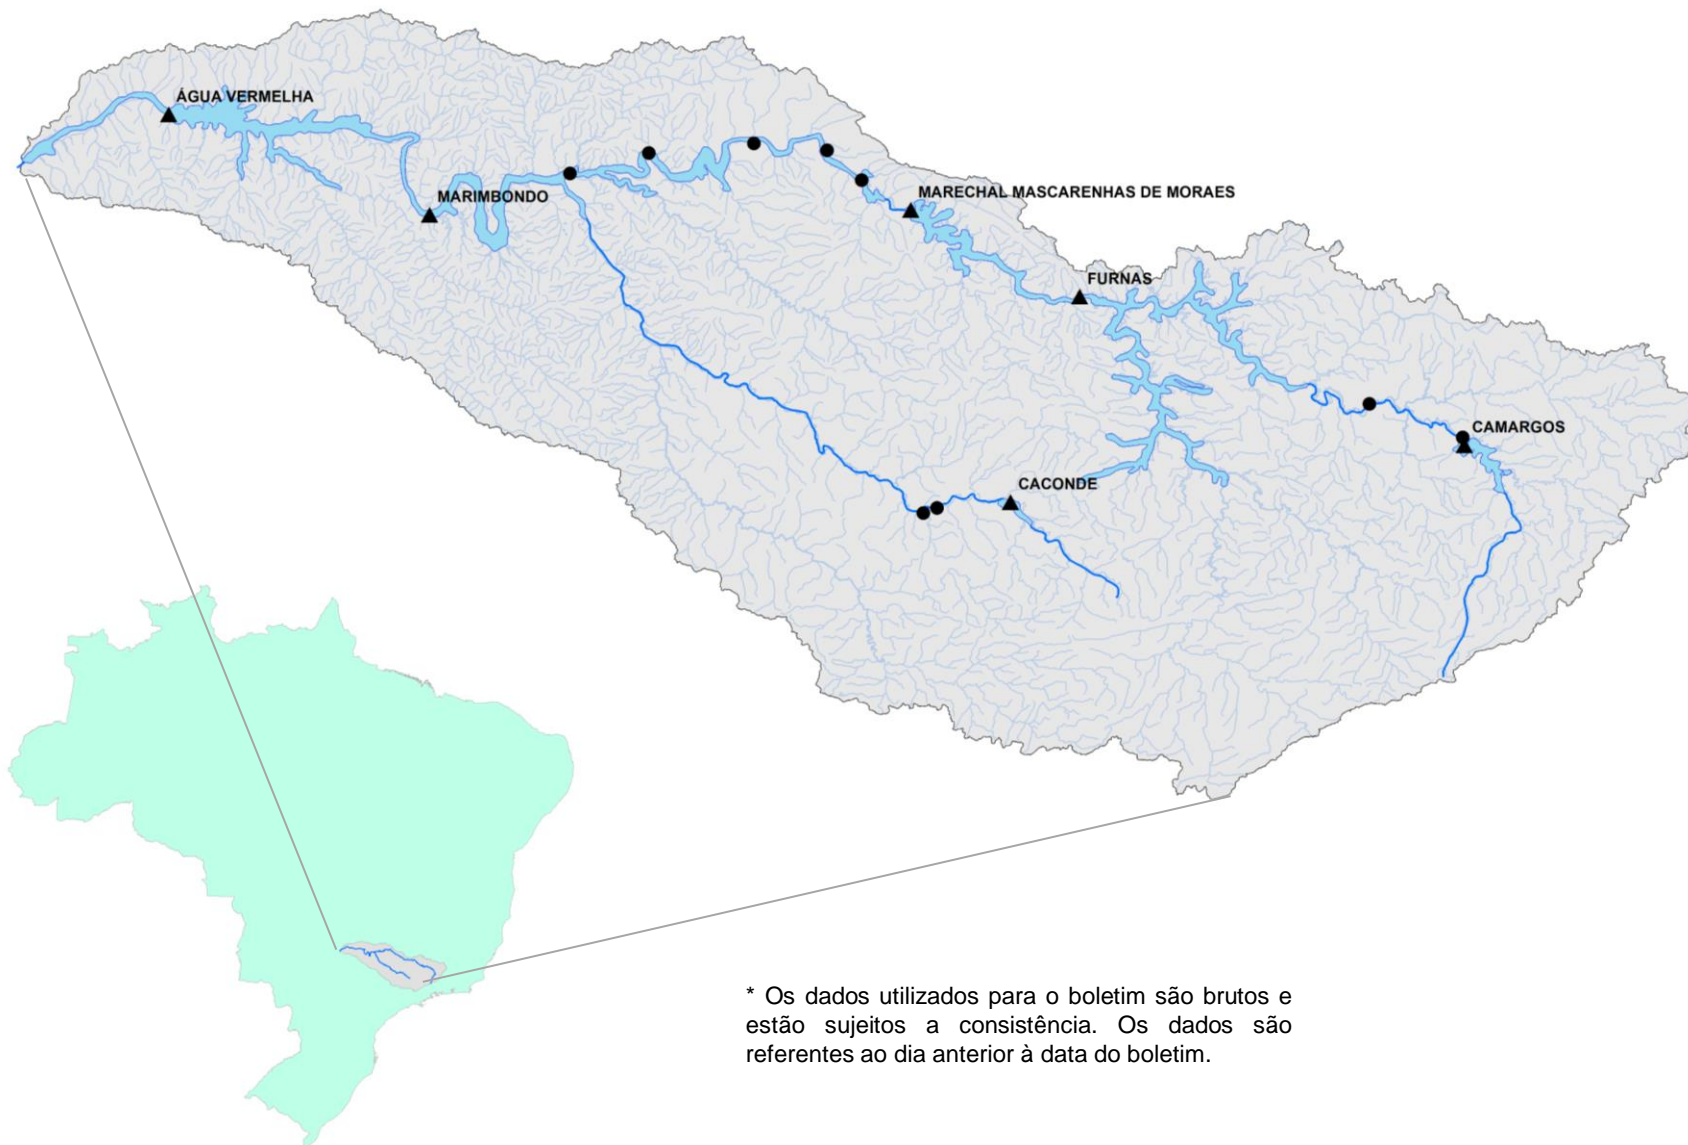 ÁGUA VERMELHA
MARIMBONDO
MARECHAL MASCARENHAS DE MORAES
FURNAS
CAMARGOS
CACONDE
* Os dados utilizados para o boletim são brutos e
estão sujeitos a consistência. Os dados são
referentes ao dia anterior à data do boletim.